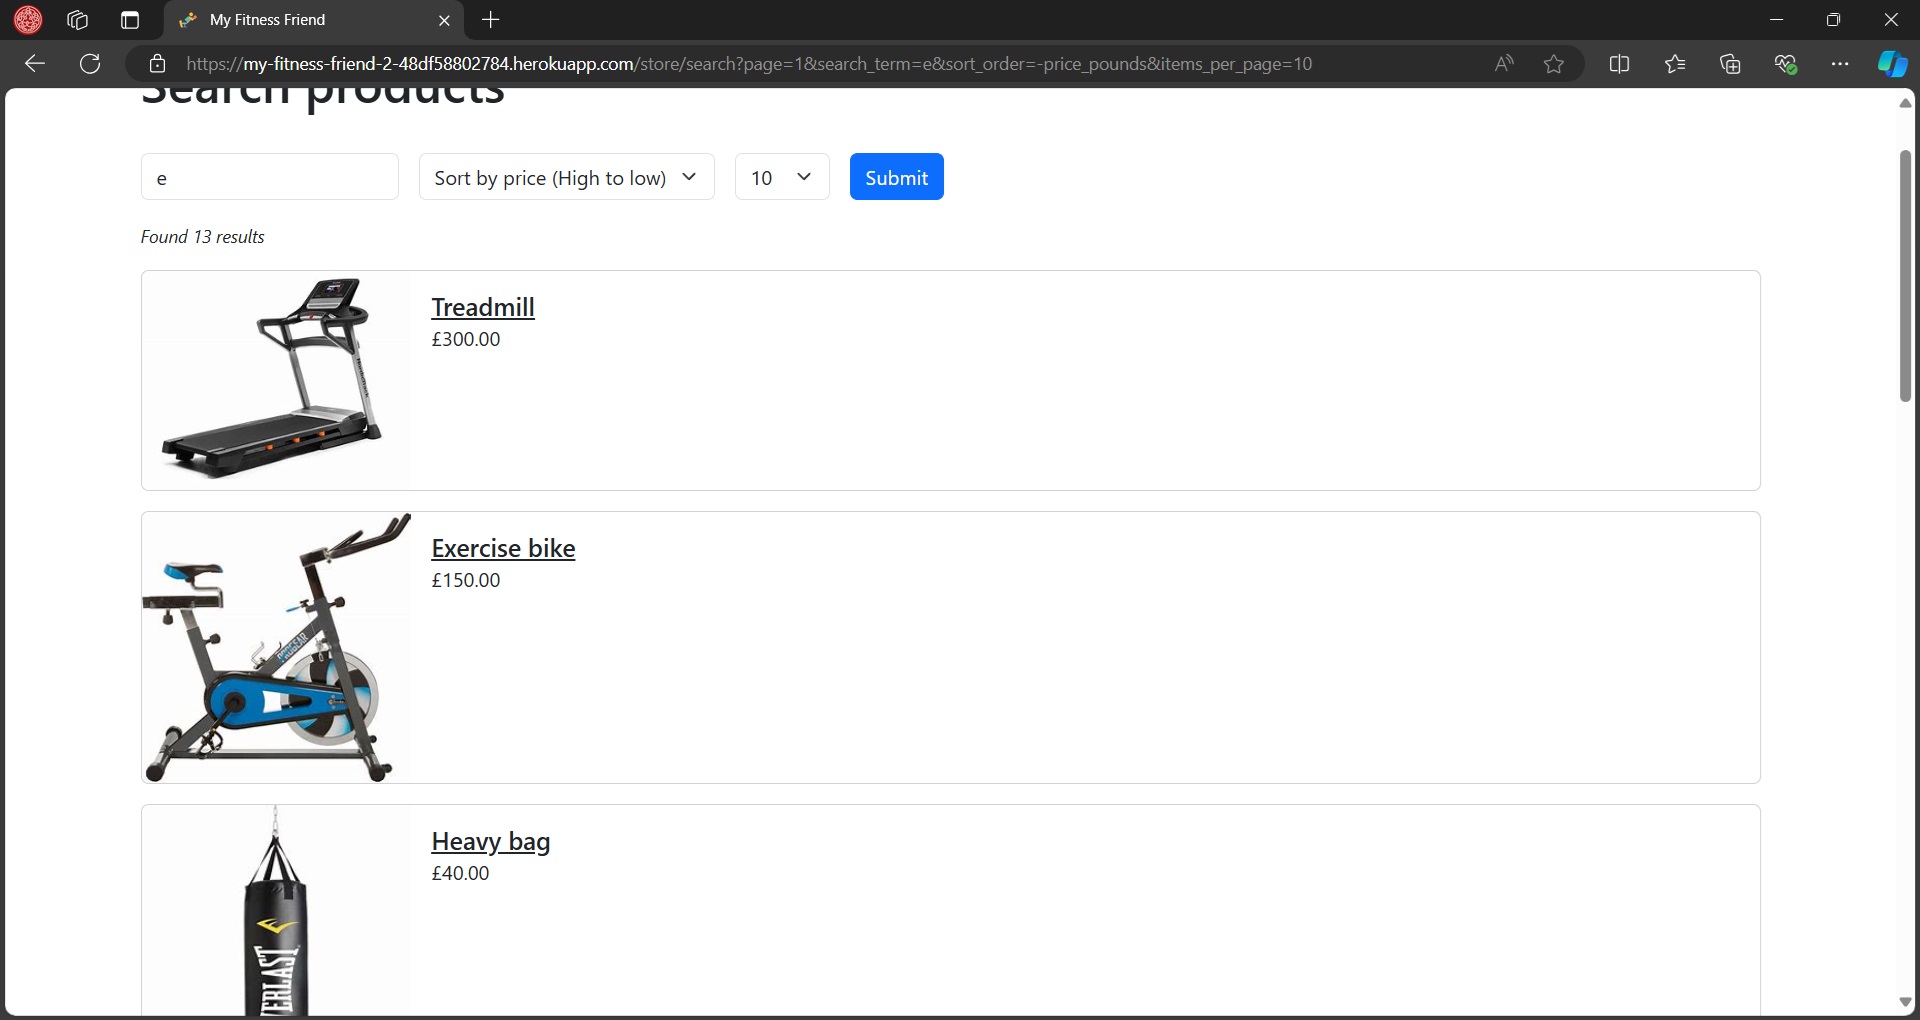 My Fitness Friend
https://my-fitness-friend-2-48df58802784.herokuapp.com/store/search?page=1&search_term=e&sort_order=-price_pounds&items_per_page=10
Search products
e
Sort by price (High to low)
10
Submit
Found 13 results
Treadmill
£300.00
Exercise bike
£150.00
Heavy bag
£40.00